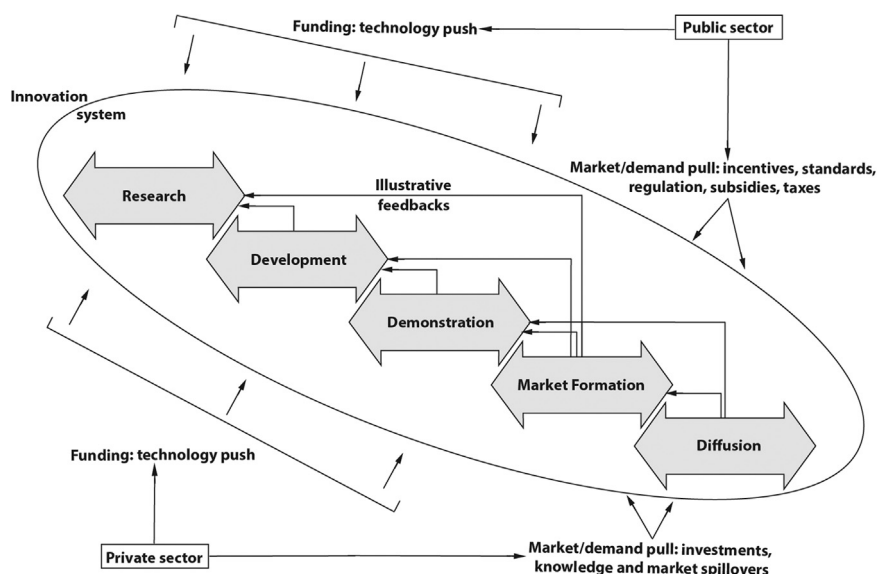 Funding: technology push
Public sector
Innovation
system
Market/demand pull: incentives, standards,
regulation, subsidies, taxes
Research
Illustrative
feedbacks
Development
Demonstration
Market Formation
Diffusion
Funding: technology push
Private sector
Market/demand pull: investments,
knowledge and market spillovers